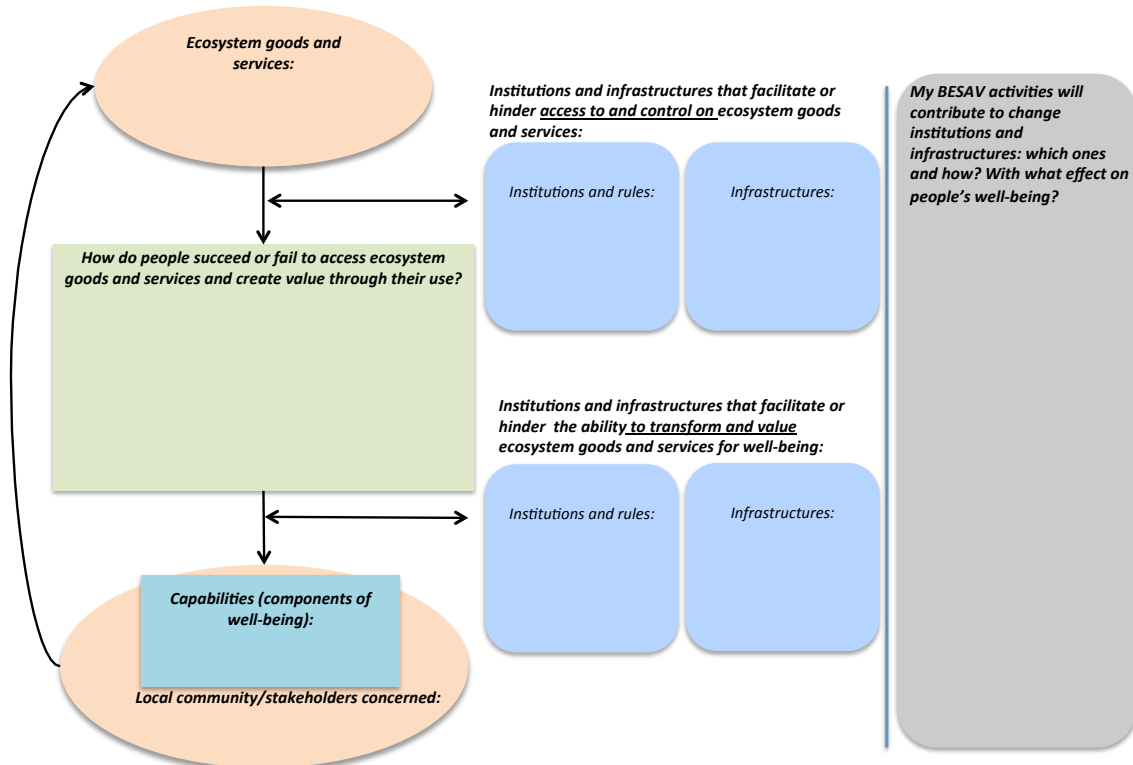 Ecosystem goods and
services:
Institutions and infrastructures that facilitate or
hinder access to and control on ecosystem goods
and services:
Institutions and rules:
Infrastructures:
How do people succeed or fail to access ecosystem
goods and services and create value through their use?
Institutions and infrastructures that facilitate or
hinder the ability to transform and value
ecosystem goods and services for well-being:
Institutions and rules:
Infrastructures:
Capabilities (components of
well-being):
Local community/stakeholders concerned:
My BESAV activities will
contribute to change
institutions and
infrastructures: which ones
and how? With what effect on
people's well-being?